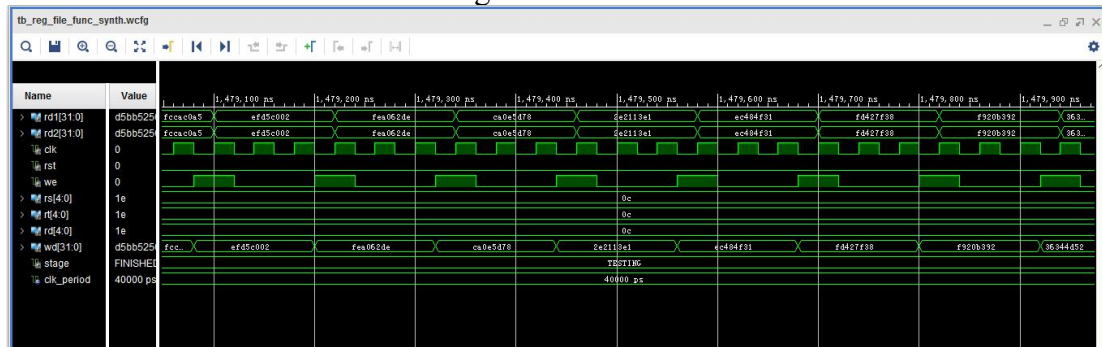 tb_reg_file_func_synth.wcfg
Name Value
1,479,100 ns 1,479,200 ns 1,479,300 ns 1,479,400 ns 1,479,500 ns 1,479,600 ns 1,479,700 ns 1,479,800 ns 1,479,900 ns
rd1[31:0] d5bb525 fccac0a5 efd5c002 fea062de ca0e5d78 2e2113e1 ec484f31 fd427f38 f920b392 363...
rd2[31:0] d5bb525 fccac0a5 efd5c002 fea062de ca0e5d78 2e2113e1 ec484f31 fd427f38 f920b392 363...
clk 0
rst 0
we 0
rs[4:0] 1e 0c
rt[4:0] 1e 0c
rd[4:0] 1e 0c
wd[31:0] d5bb525 fcc... efd5c002 fea062de ca0e5d78 2e2113e1 ec484f31 fd427f38 f920b392 36344d52
stage FINISHED TESTING
clk_period 40000 ps 40000 ps